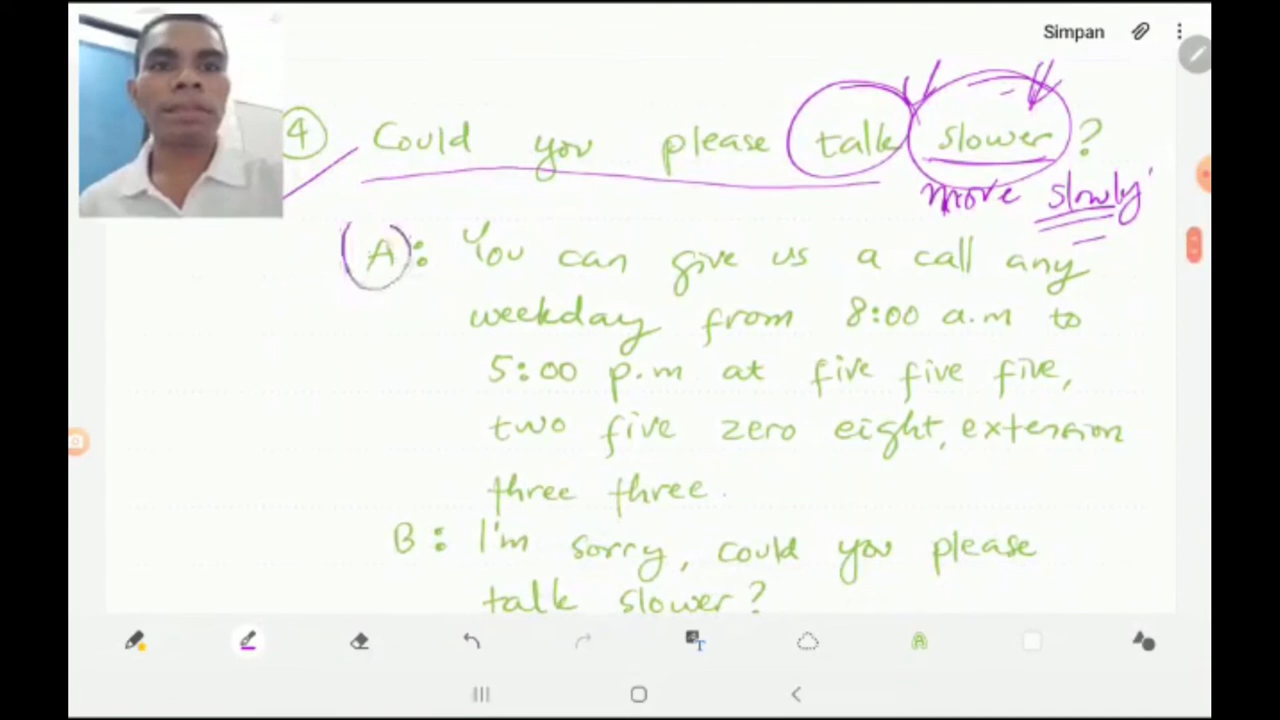 Simpan
4 Could you please talk slower?
more slowly
A: You can give us a call any
weekday from 8:00 a.m to
5:00 p.m at five five five,
two five zero eight, extension
three three.
B: I'm sorry, could you please
talk slower?